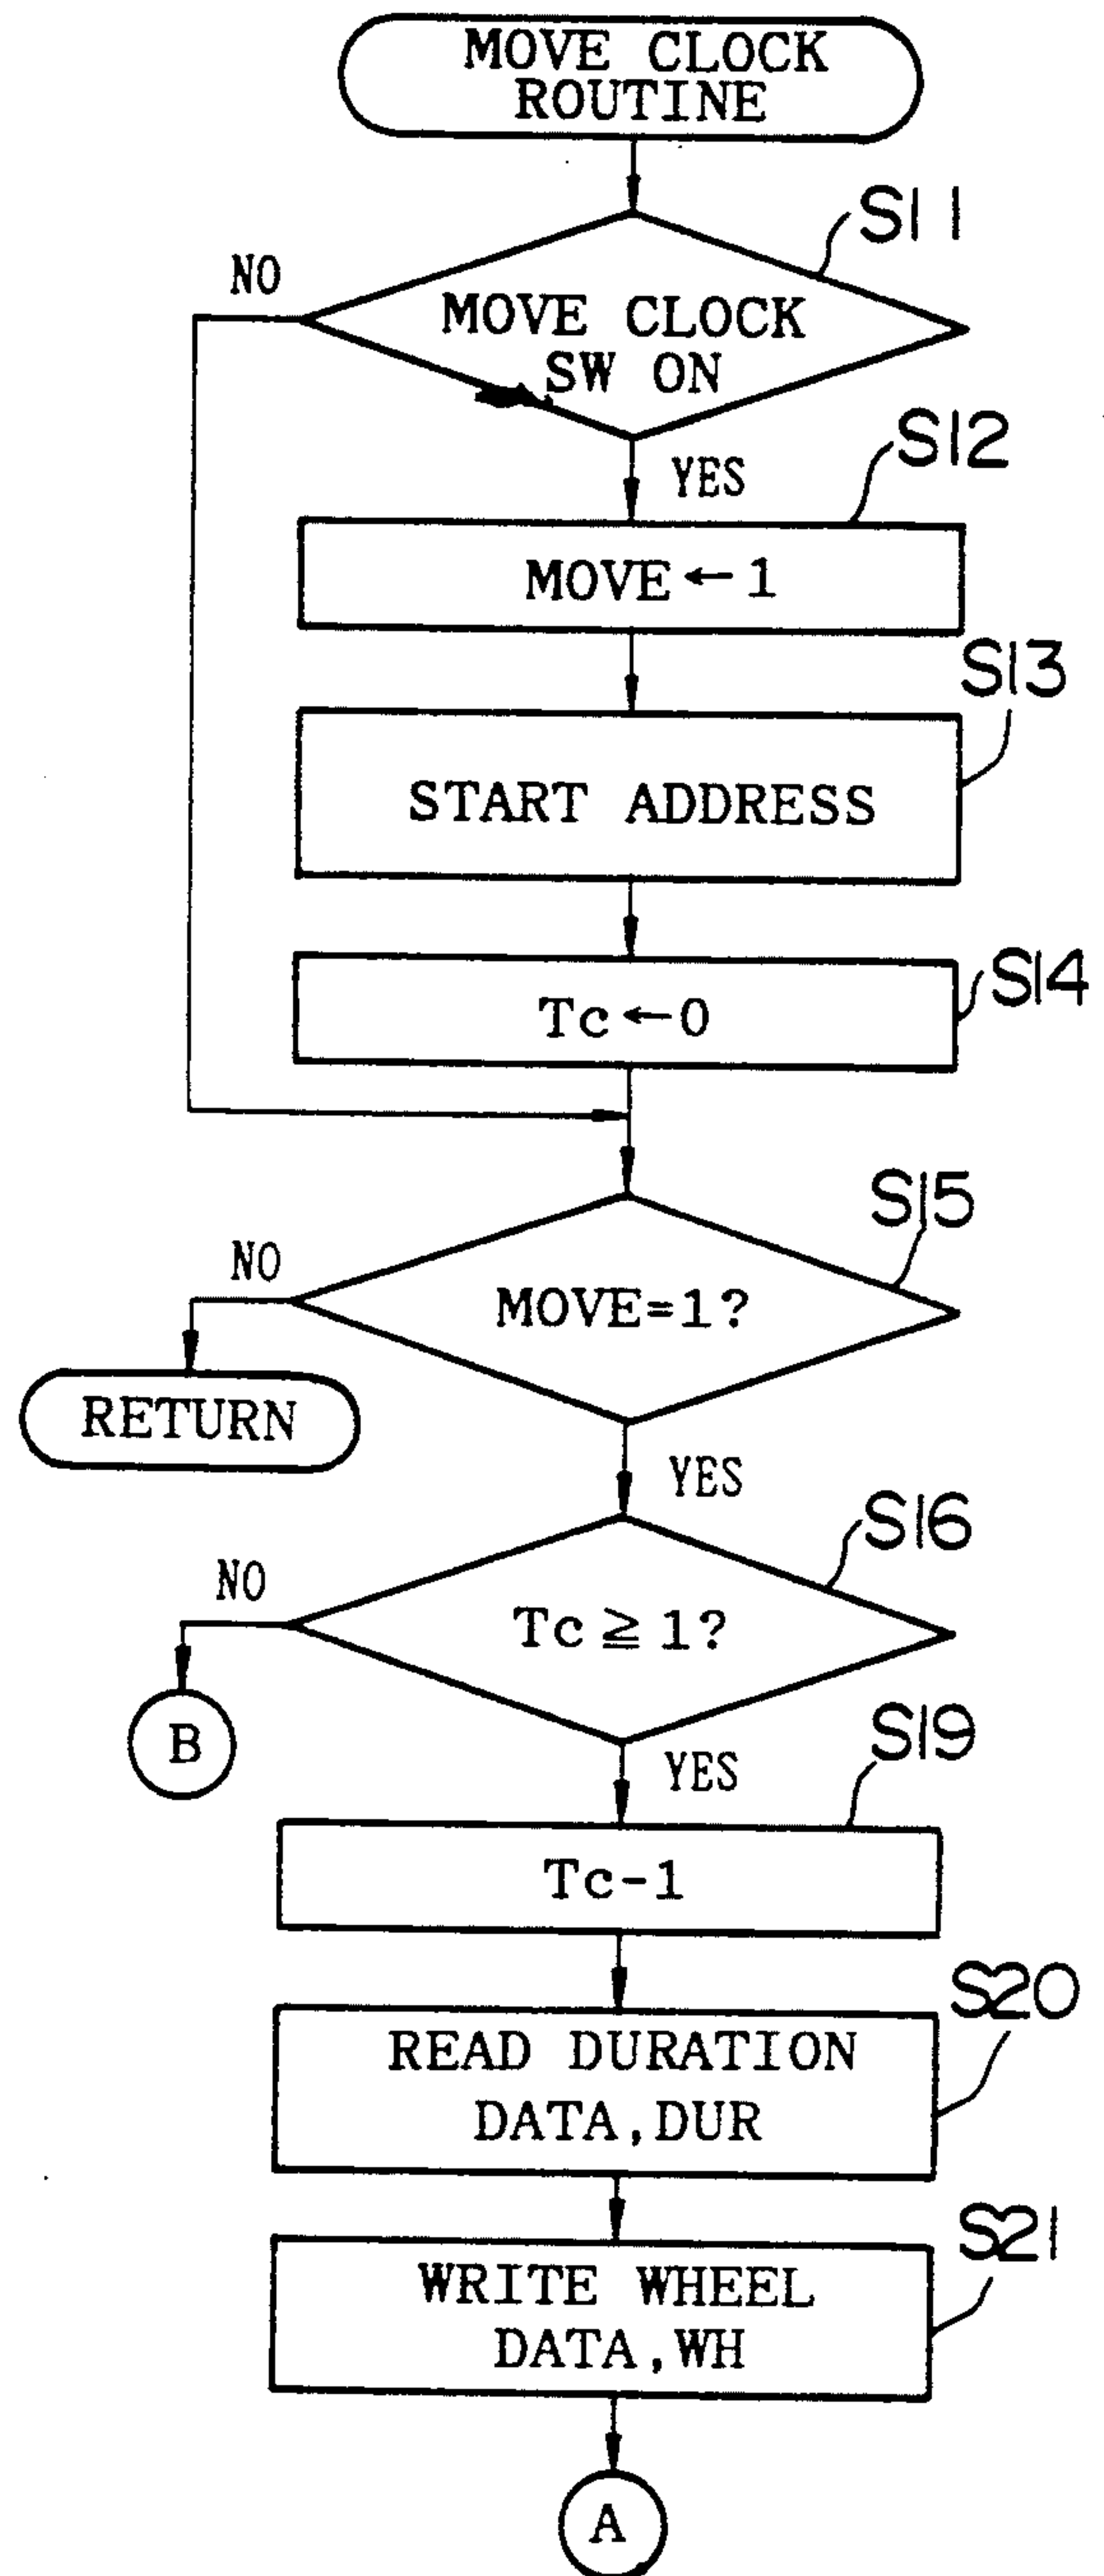 MOVE CLOCK
ROUTINE
S11
NO
MOVE CLOCK
SW ON
YES
S12
MOVE←1
S13
START ADDRESS
S14
Tc←0
S15
NO
MOVE=1?
RETURN
YES
S16
NO
Tc≧1?
B
S19
YES
Tc-1
S20
READ DURATION
DATA,DUR
S21
WRITE WHEEL
DATA,WH
A